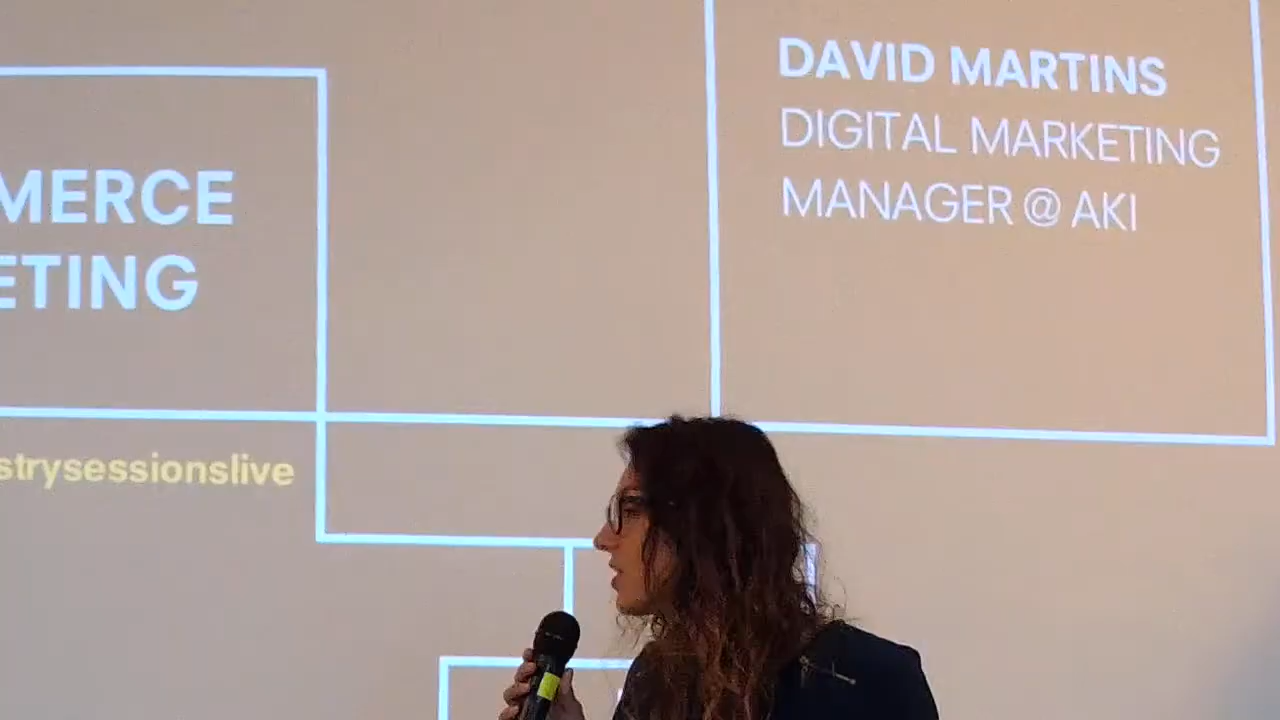 MERCE
ETING
DAVID MARTINS
DIGITAL MARKETING
MANAGER @ AKI
strysessionslive